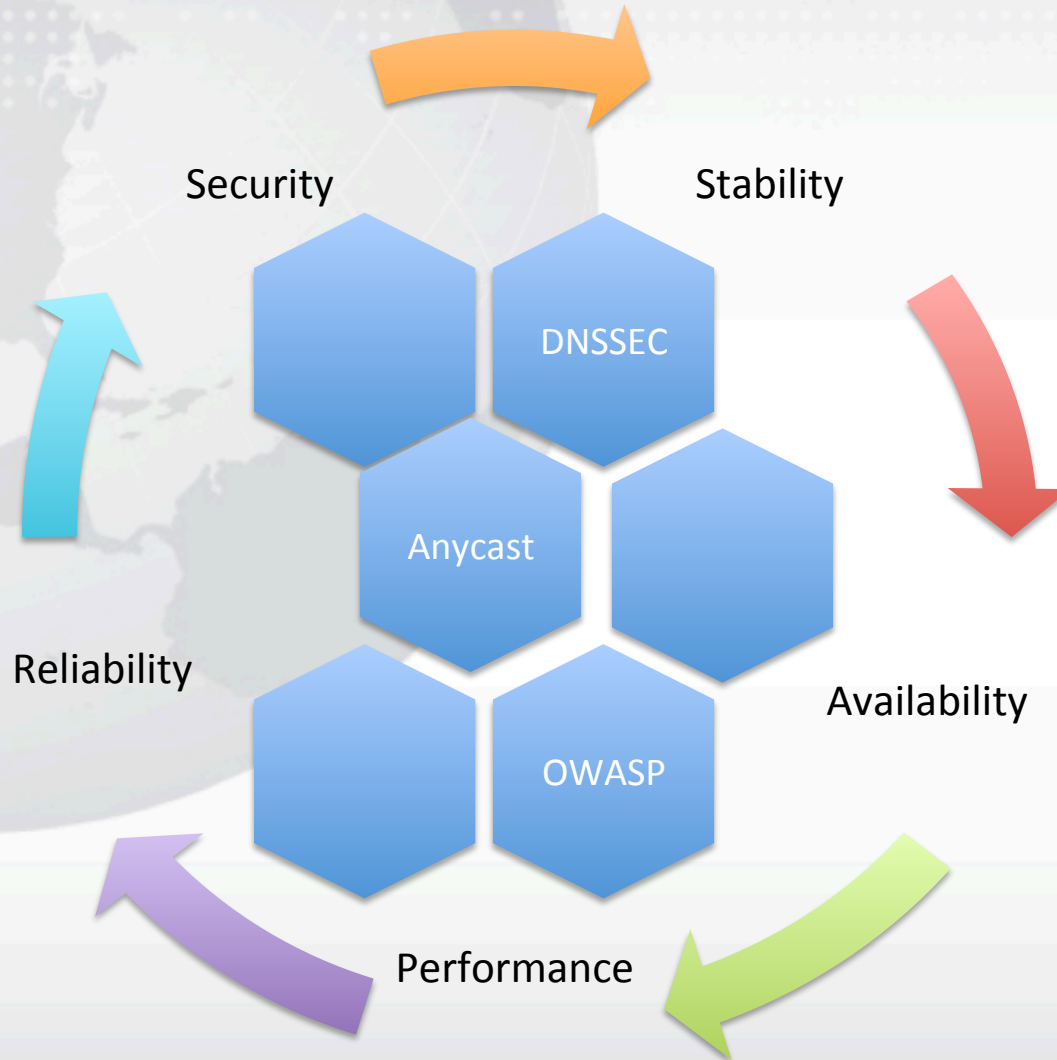 Security
Stability
DNSSEC
Anycast
Reliability
Availability
OWASP
Performance